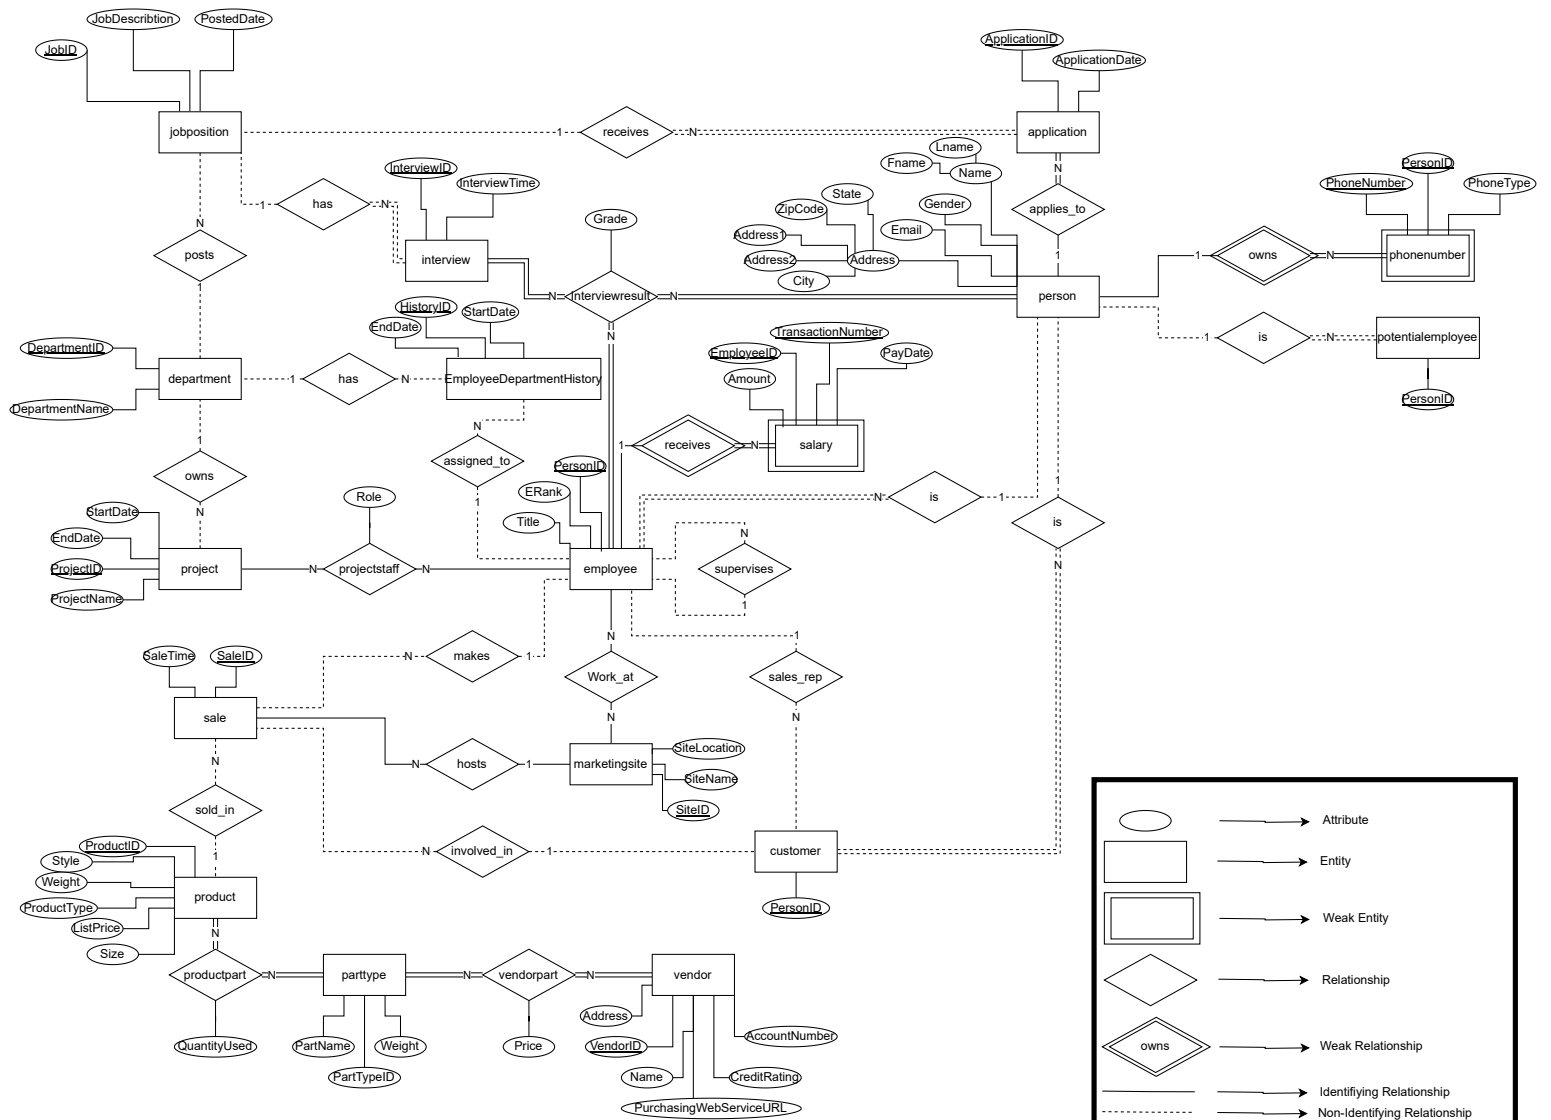 JobDescribtion
PostedDate
JobID
ApplicationID
ApplicationDate
jobposition
1
receives
N
application
Lname
Fname
Name
N
InterviewID
InterviewTime
State
Gender
applies_to
PersonID
PhoneNumber
PhoneType
1
has
N
ZipCode
Grade
Email
Address1
N
posts
interview
Address2
Address
1
1
owns
N
phonenumber
City
1
N
Interviewresult
N
person
HistoryID
StartDate
EndDate
N
TransactionNumber
1
is
N
potentialemployee
DepartmentID
EmployeeID
PayDate
department
1
has
N
EmployeeDepartmentHistory
Amount
PersonID
DepartmentName
N
1
1
receives
N
salary
assigned_to
PersonID
owns
1
ERank
1
Role
N
is
1
StartDate
N
Title
is
EndDate
N
ProjectID
project
N
projectstaff
N
employee
supervises
N
ProjectName
1
N
1
SaleTime
SaleID
N
makes
1
Work_at
sales_rep
sale
N
N
SiteLocation
N
hosts
1
marketingsite
SiteName
N
SiteID
sold_in
Attribute
ProductID
N
involved_in
1
customer
Style
1
Entity
Weight
product
ProductType
PersonID
ListPrice
N
Weak Entity
Size
productpart
N
parttype
N
vendorpart
N
vendor
Relationship
Address
AccountNumber
QuantityUsed
PartName
Weight
Price
VendorID
owns
Weak Relationship
PartTypeID
Name
CreditRating
Identifiying Relationship
PurchasingWebServiceURL
Non-Identifying Relationship